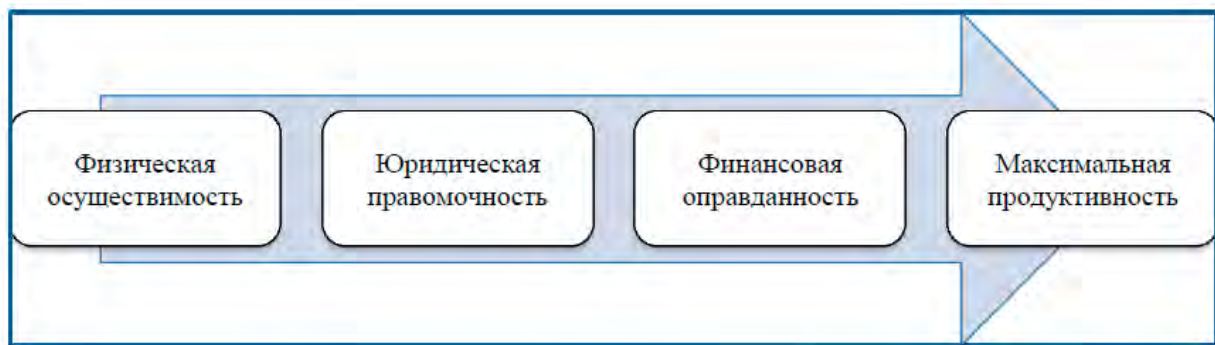 Физическая
осуществимость
Юридическая
правомочность
Финансовая
оправданность
Максимальная
продуктивность